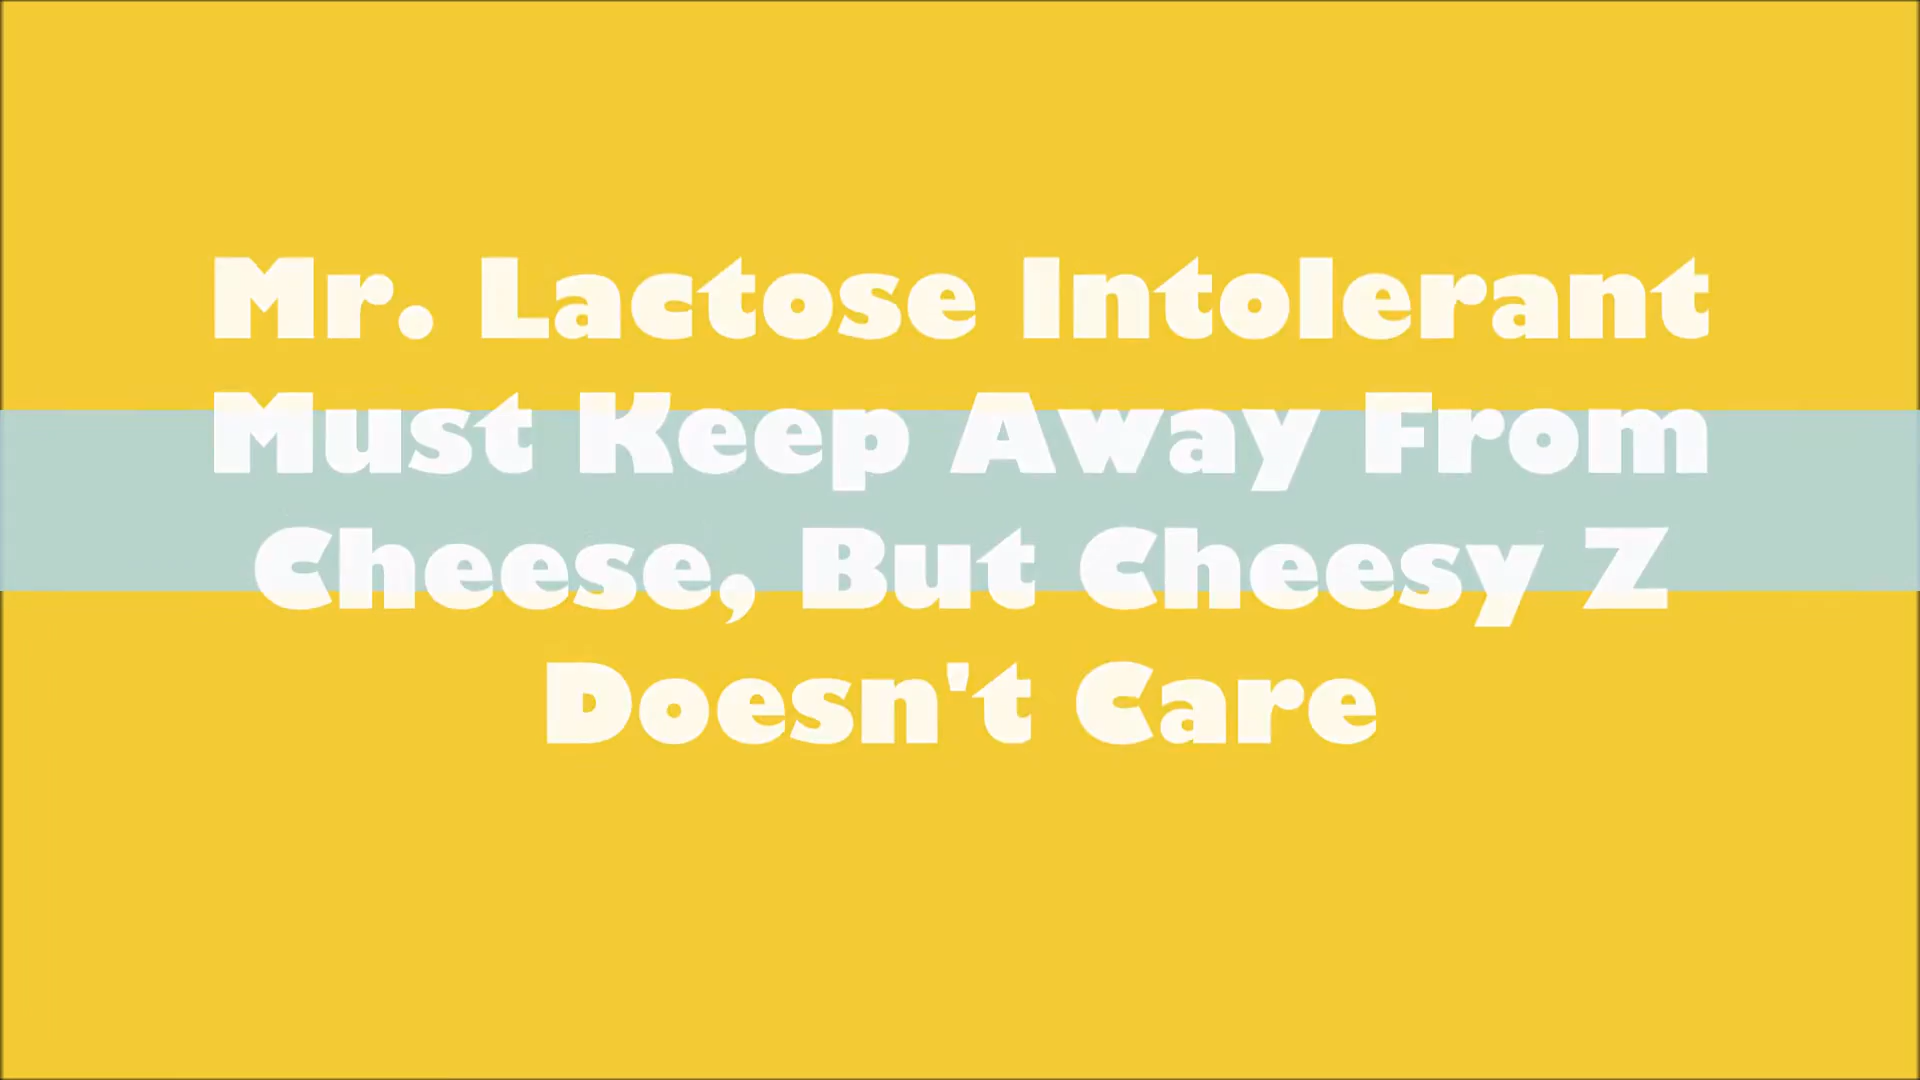 Mr. Lactose Intolerant
Must Keep Away From
Cheese, But Cheesy Z
Doesn't Care